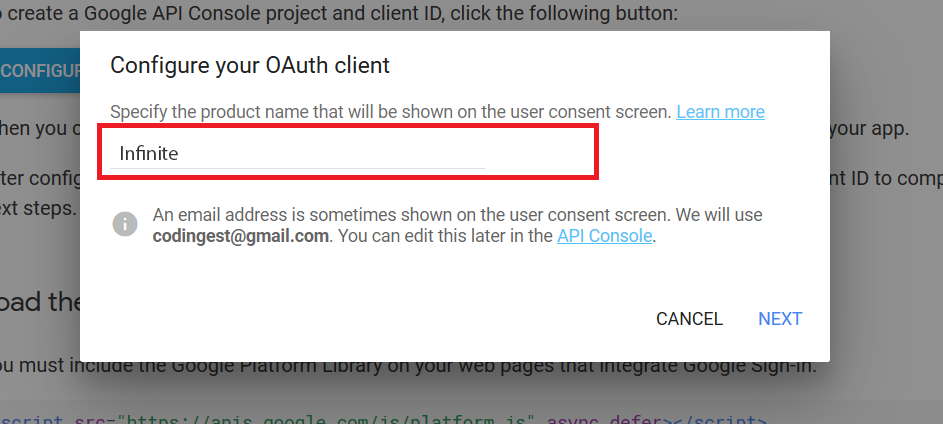 o create a Google API Console project and client ID, click the following button:
CONFIGUR
Configure your OAuth client
Specify the product name that will be shown on the user consent screen. Learn more
hen you c
your app.
Infinite
ter config
nt ID to comp
ext steps.
An email address is sometimes shown on the user consent screen. We will use
codingest@gmail.com. You can edit this later in the API Console.
oad the
CANCEL NEXT
ou must include the Google Platform Library on your web pages that integrate Google Sign-In.
script src="https://apis.google.com/js/platform.js" async defer></script>